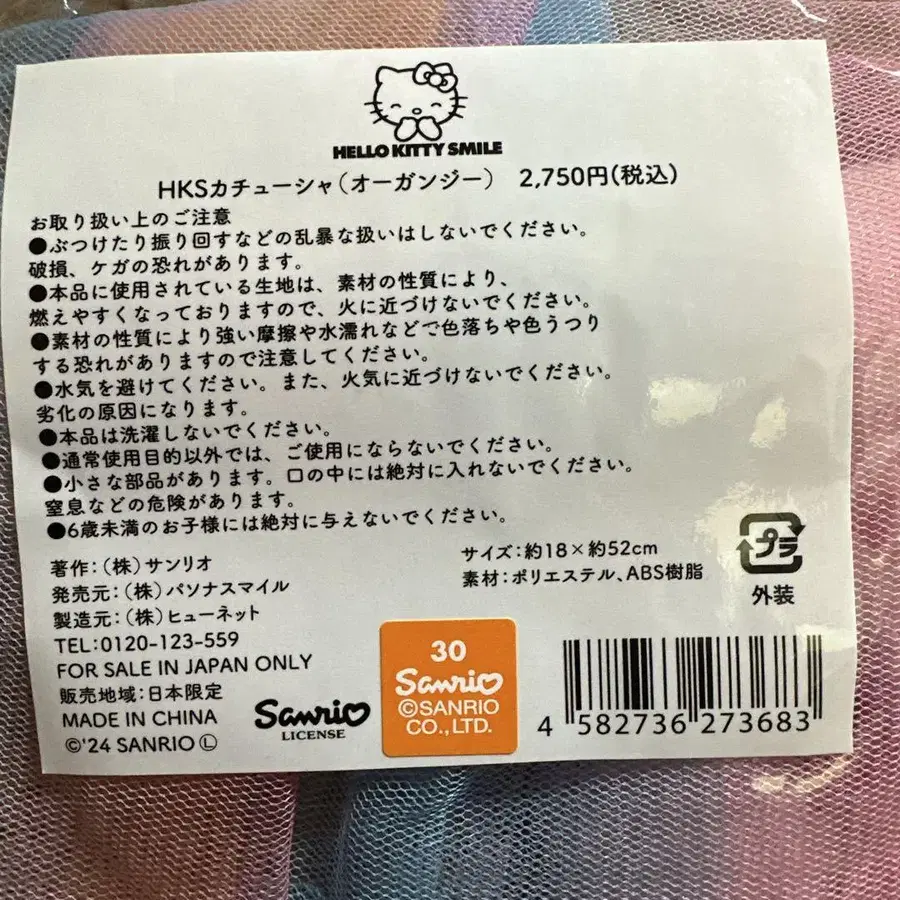 HELLO KITTY SMILE
HKSカチューシャ(オーガンジー) 2,750円(税込)
お取り扱い上のご注意
●ぶつけたり振り回すなどの乱暴な扱いはしないでください。
破損、ケガの恐れがあります。
●本品に使用されている生地は、素材の性質により、
燃えやすくなっておりますので、火に近づけないでください。
●素材の性質により強い摩擦や水濡れなどで色落ちや色うつり
する恐れがありますので注意してください。
●水気を避けてください。また、火気に近づけないでください。
劣化の原因になります。
●本品は洗濯しないでください。
●通常使用目的以外では、ご使用にならないでください。
●小さな部品があります。口の中には絶対に入れないでください。
窒息などの危険があります。
●6歳未満のお子様には絶対に与えないでください。
著作:(株)サンリオ
発売元:(株)パソナスマイル
製造元:(株)ヒューネット
TEL:0120-123-559
FOR SALE IN JAPAN ONLY
販売地域:日本限定
MADE IN CHINA
©'24 SANRIO Ⓛ
サイズ:約18×約52cm
素材:ポリエステル、ABS樹脂
プラ
外装
Sanrio
LICENSE
30
Sanrio
©SANRIO
CO.,LTD.
4 582736 273683